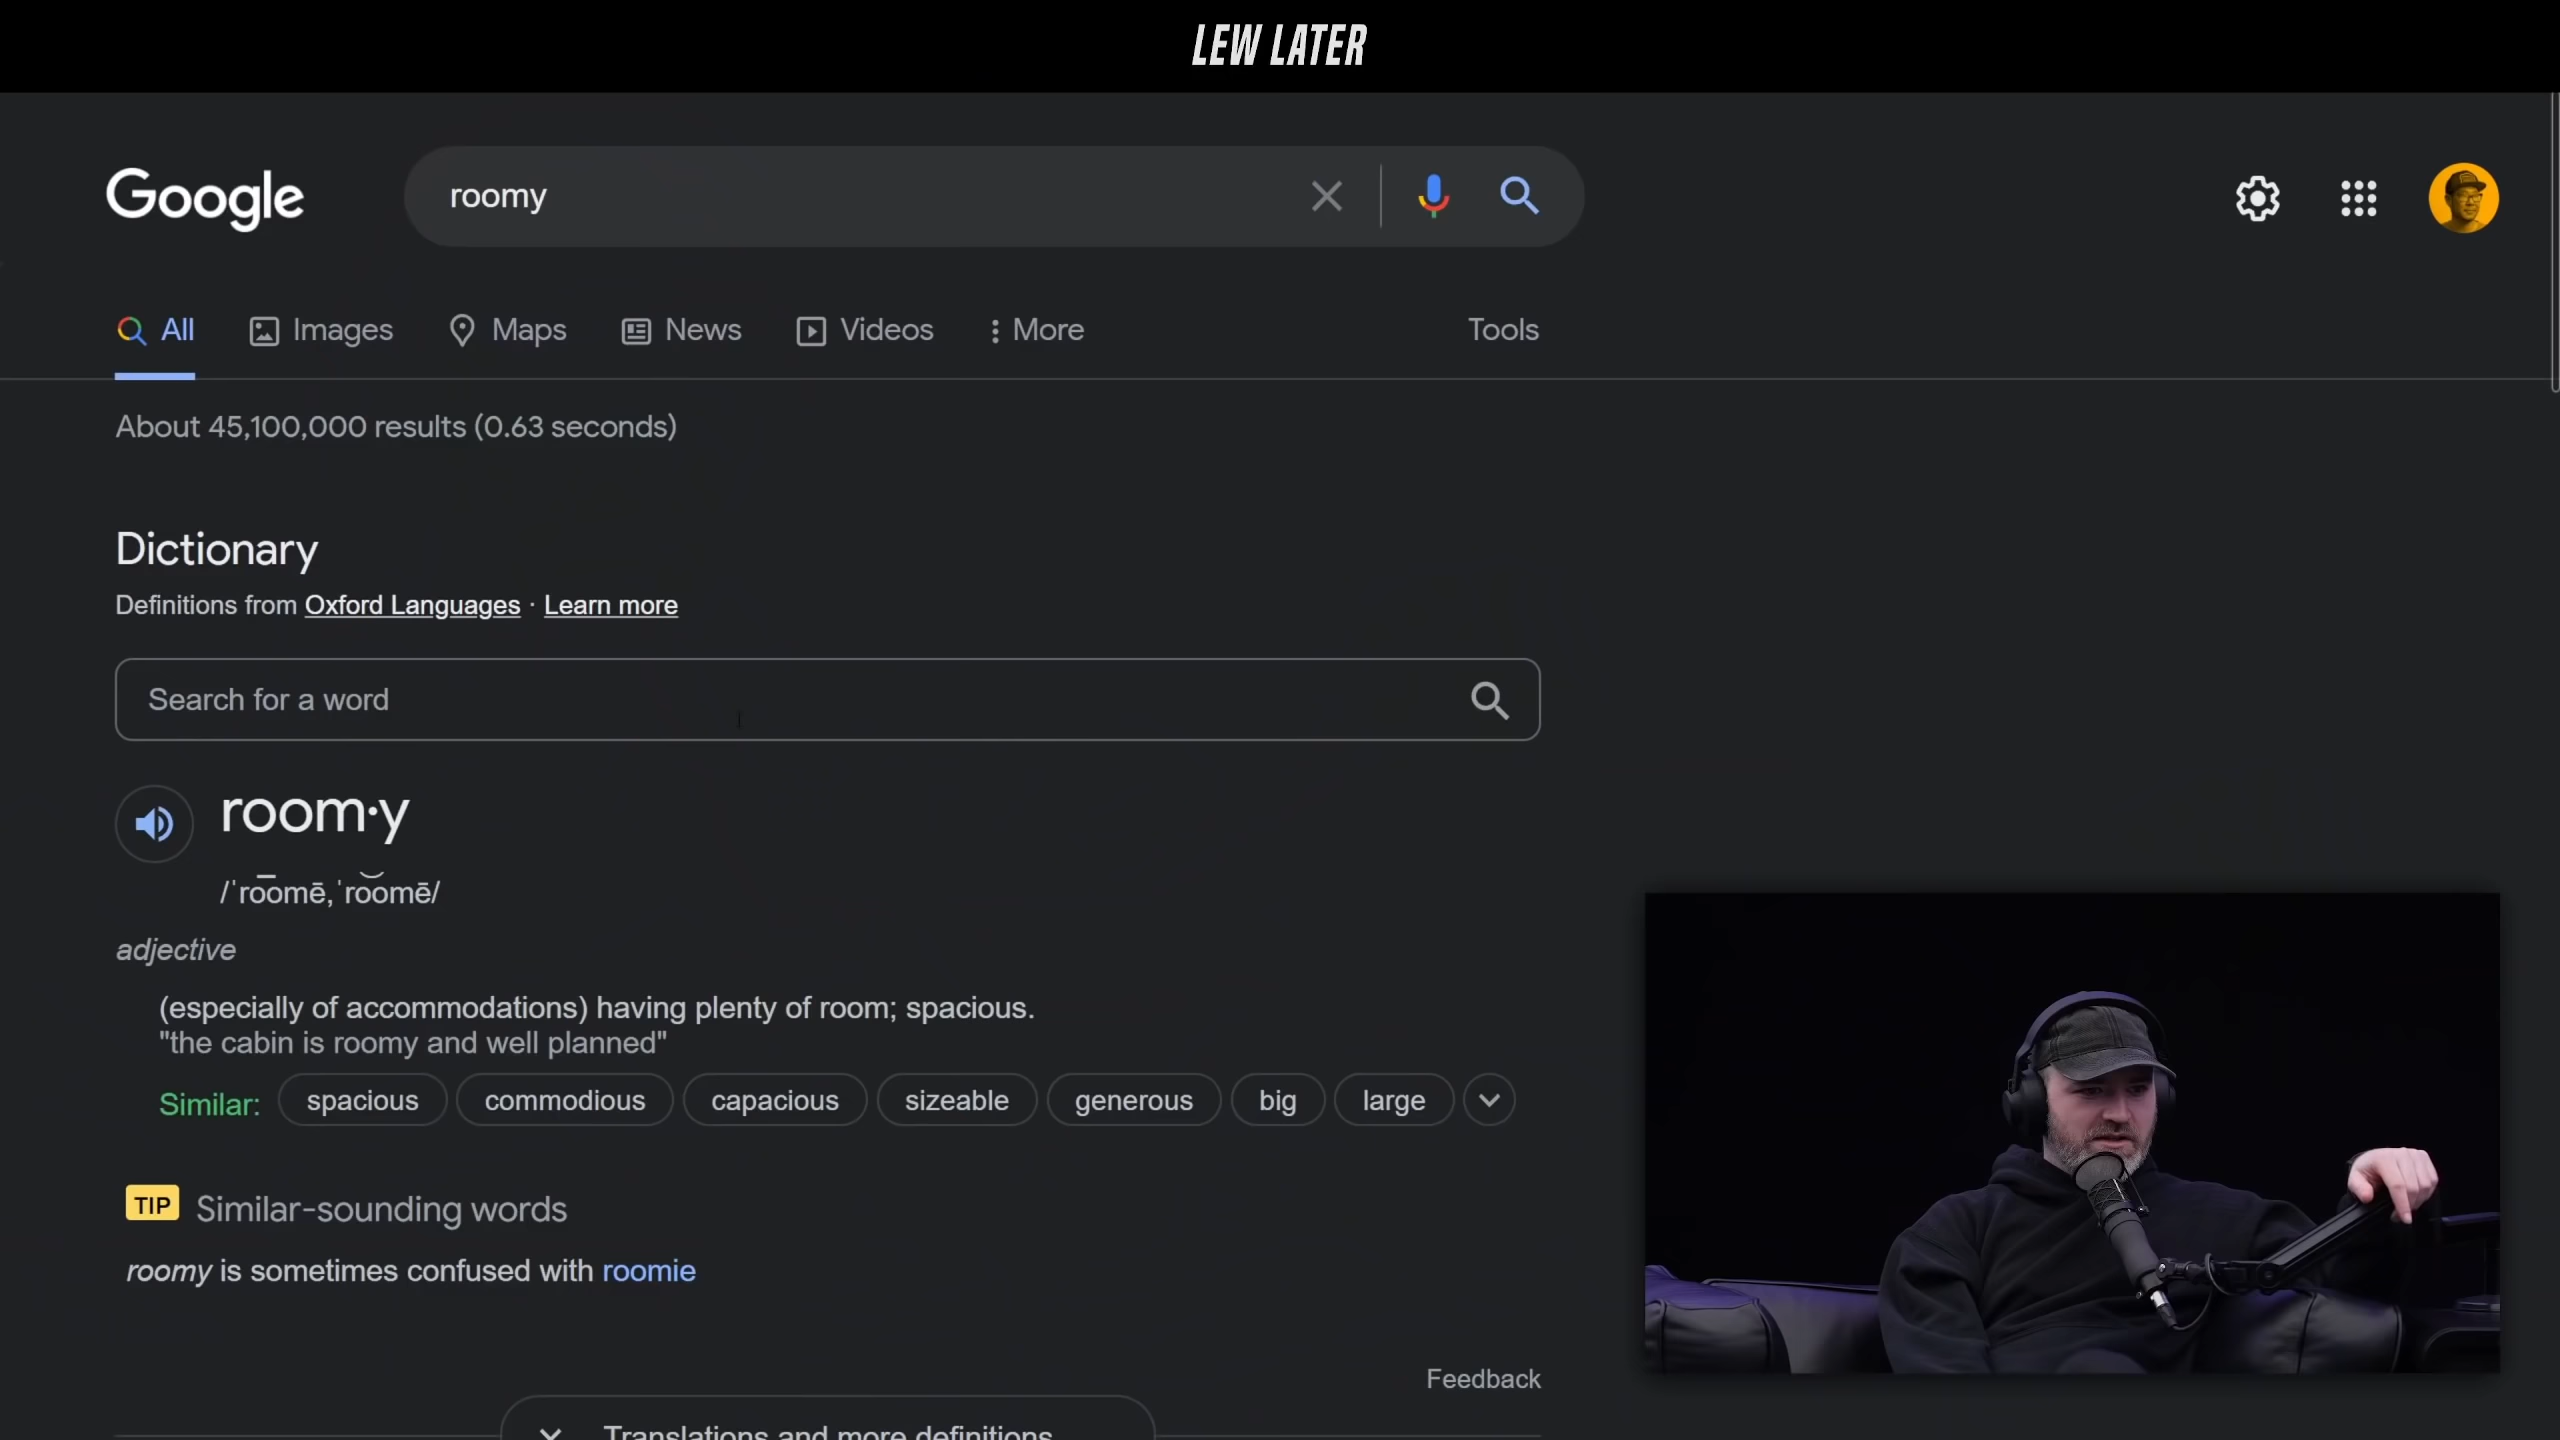 LEW LATER
Google
roomy
All Images Maps News Videos More Tools
About 45,100,000 results (0.63 seconds)
Dictionary
Definitions from Oxford Languages · Learn more
Search for a word
room·y
/ˈro͞omē,ˈro͝omē/
adjective
(especially of accommodations) having plenty of room; spacious.
"the cabin is roomy and well planned"
Similar: spacious commodious capacious sizeable generous big large
TIP Similar-sounding words
roomy is sometimes confused with roomie
Feedback
Translations and more definitions